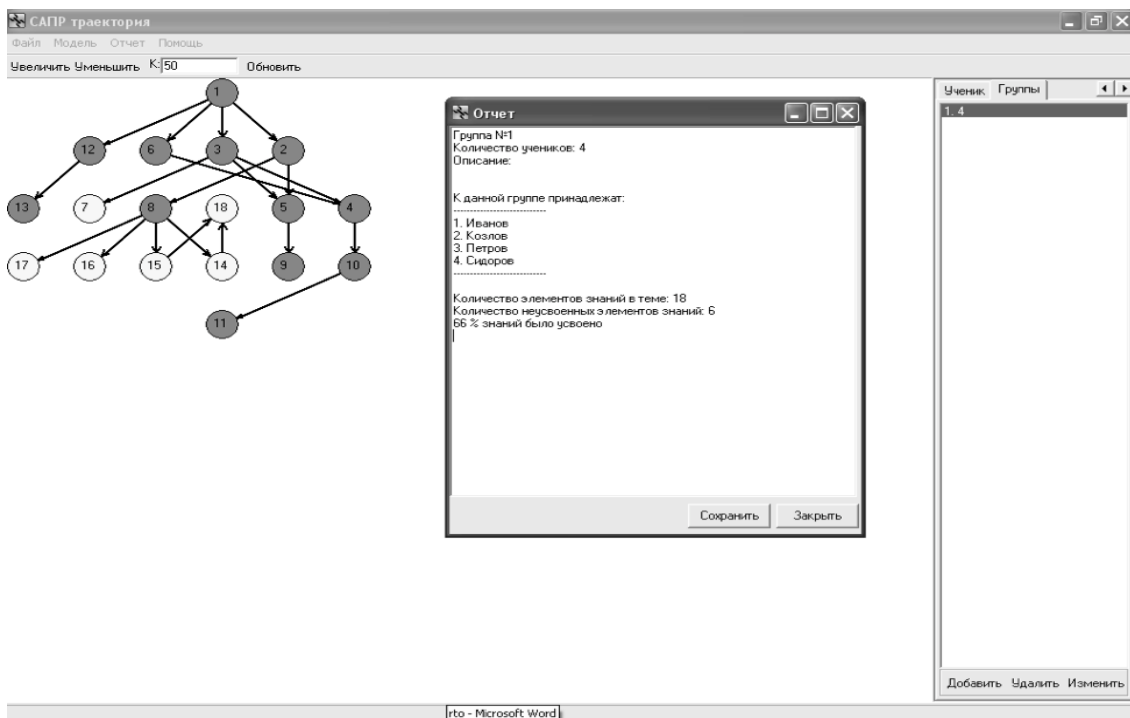 САПР траектория
Файл Модель Отчет Помощь
Увеличить Уменьшить К: 50 Обновить
1
12 6 3 2
13 7 8 18 5 4
17 16 15 14 9 10
11
Отчет
Группа №1
Количество учеников: 4
Описание:
К данной группе принадлежат:
--------------------------
1. Иванов
2. Козлов
3. Петров
4. Сидоров
--------------------------
Количество элементов знаний в теме: 18
Количество неусвоенных элементов знаний: 6
66 % знаний было усвоено
Сохранить Закрыть
Ученик Группы
1. 4
Добавить Удалить Изменить
rto - Microsoft Word